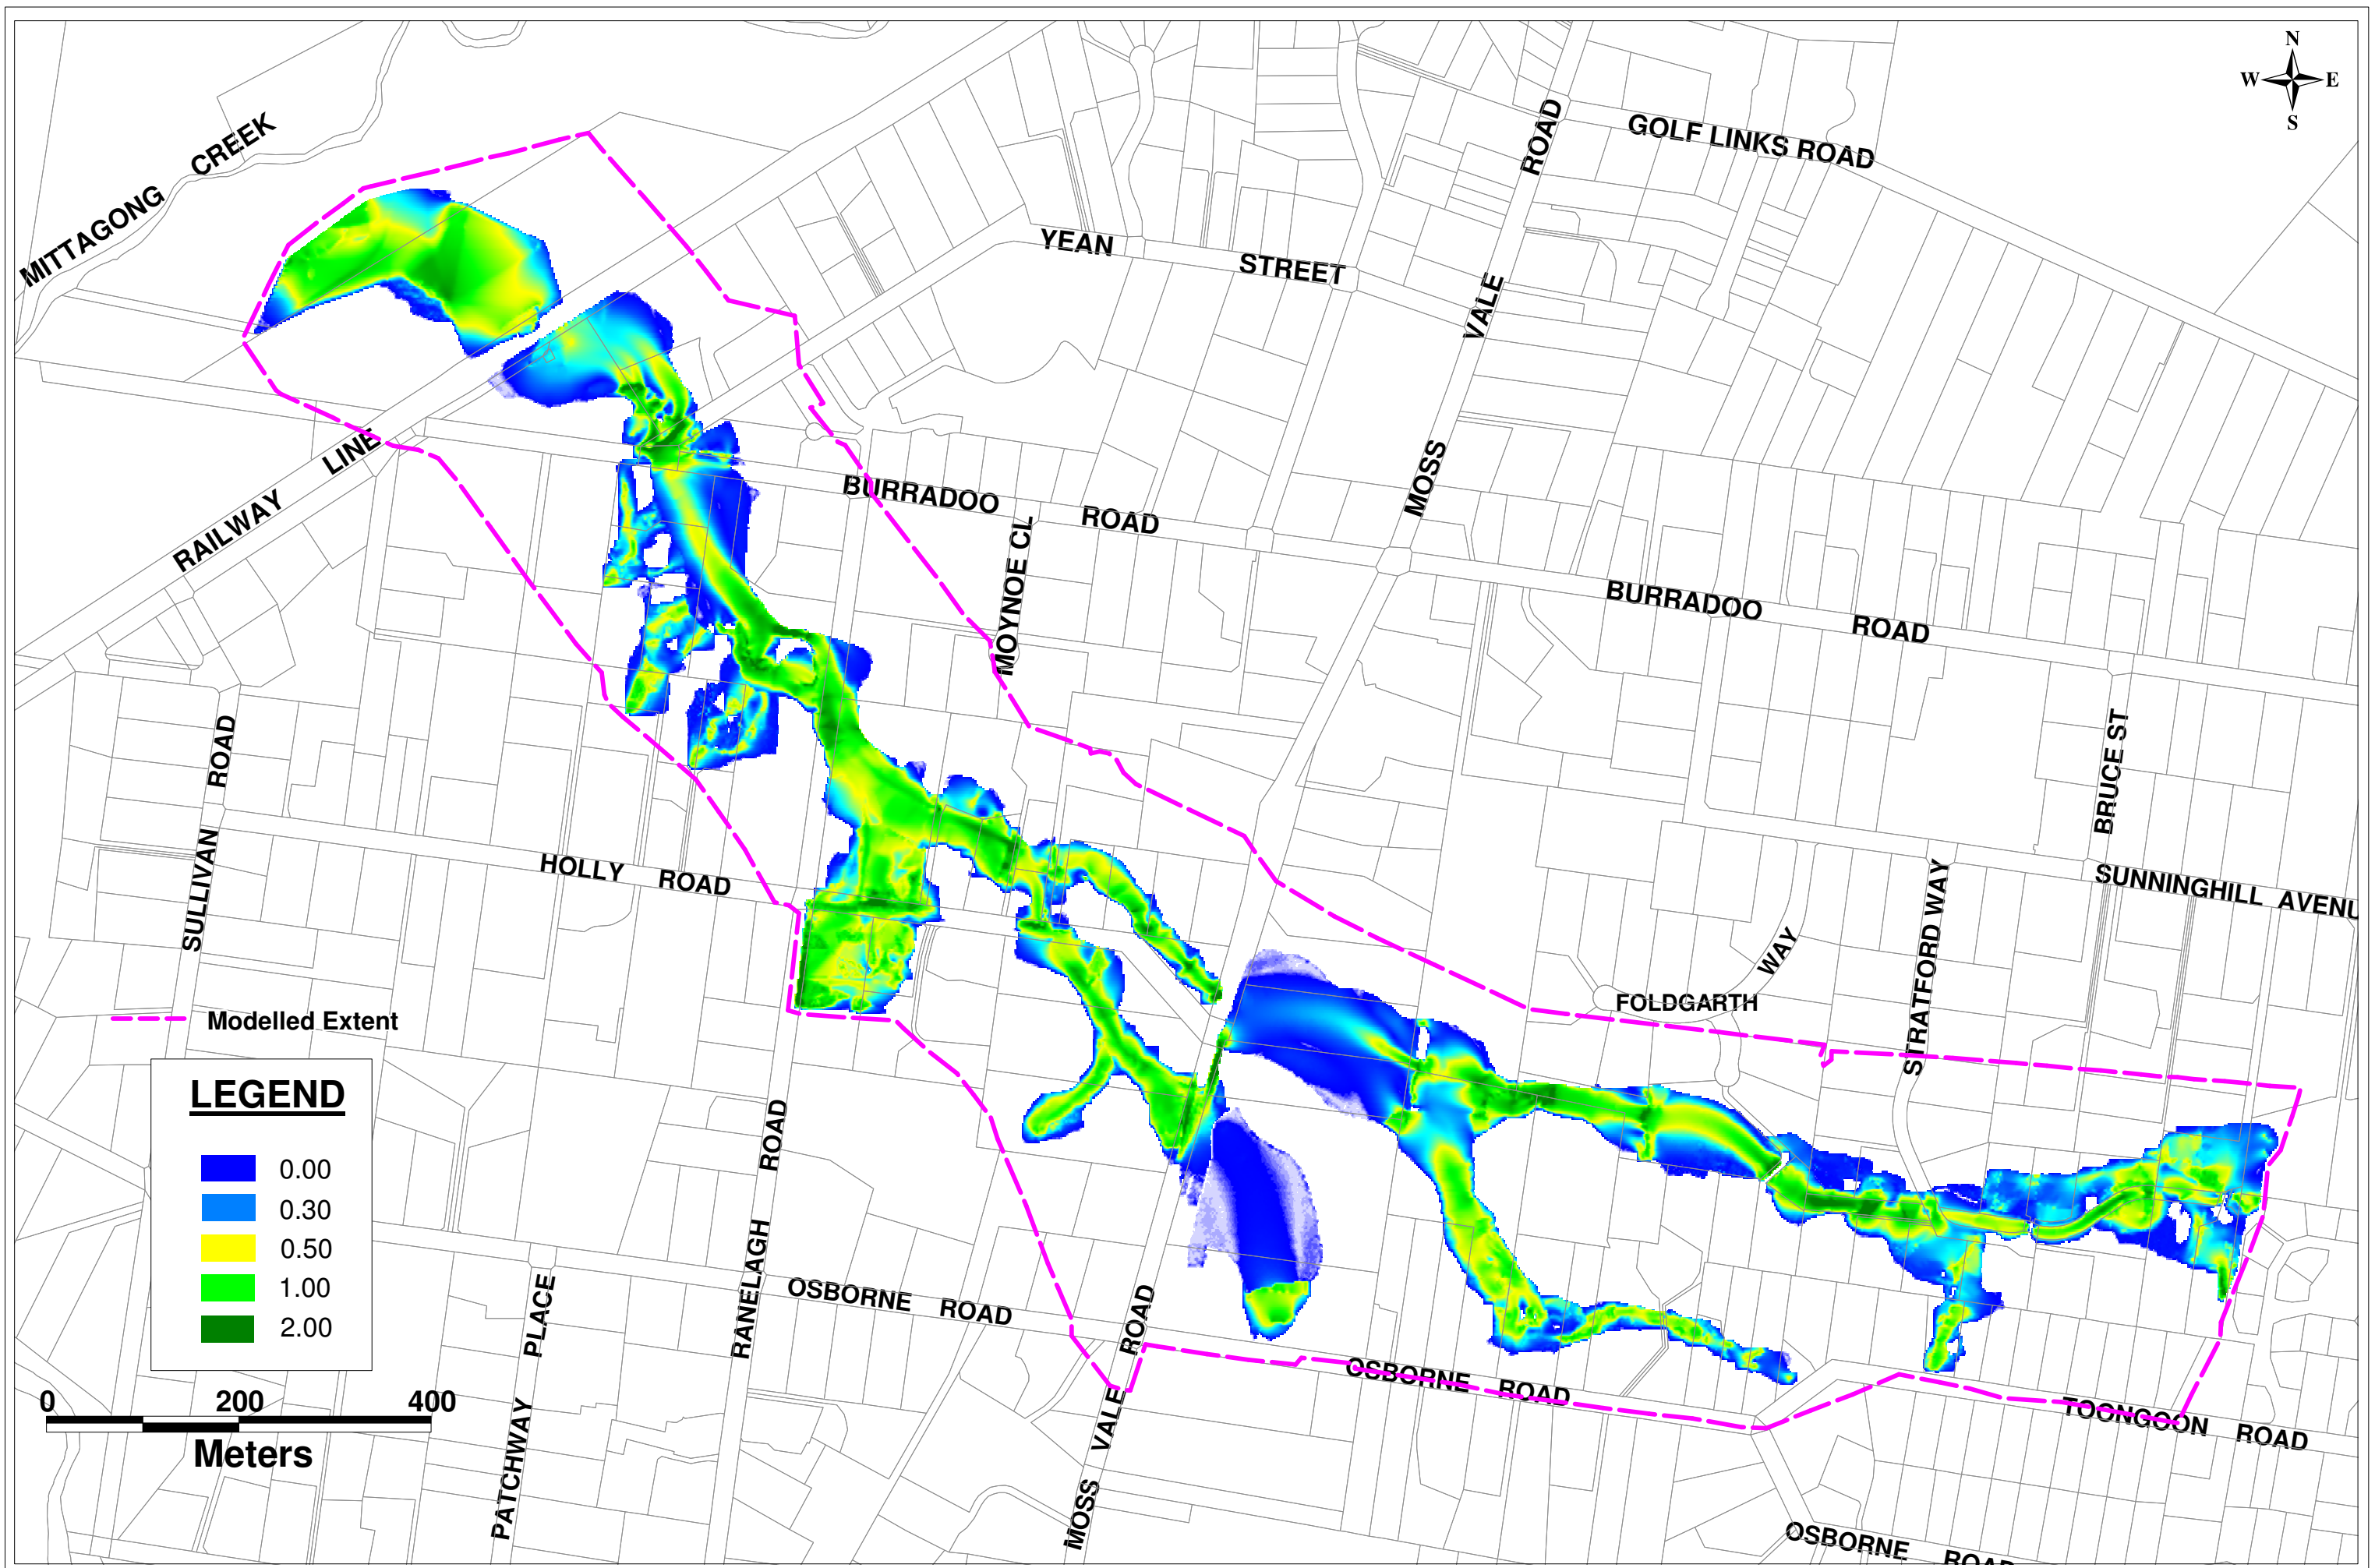 N
W E
S
MITTAGONG CREEK
GOLF LINKS ROAD
ROAD
VALE
MOSS
YEAN STREET
RAILWAY LINE
BURRADOO ROAD
MOYNOE CL
BURRADOO ROAD
BRUCE ST
SULLIVAN ROAD
HOLLY ROAD
SUNNINGHILL AVENU
STRATFORD WAY
FOLDGARTH WAY
Modelled Extent
LEGEND
0.00
0.30
0.50
1.00
2.00
RANELAGH ROAD
OSBORNE ROAD
PATCHWAY PLACE
MOSS VALE ROAD
OSBORNE ROAD
TOONGOON ROAD
OSBORNE ROAD
0 200 400
Meters